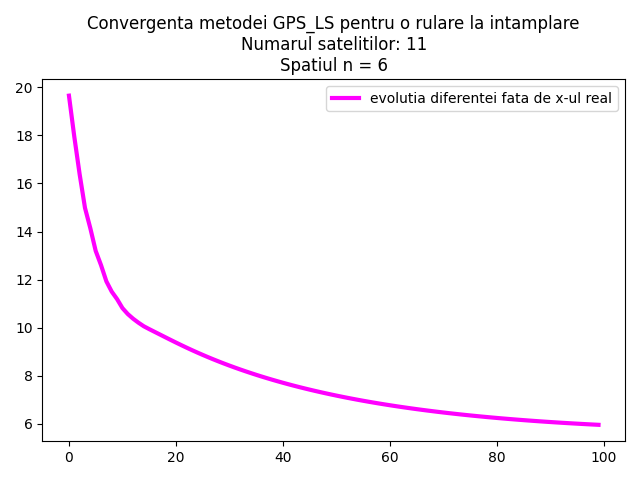 Convergenta metodei GPS_LS pentru o rulare la intamplare
Numarul satelitilor: 11
Spatiul n = 6
evolutia diferentei fata de x-ul real
20
18
16
14
12
10
8
6
0 20 40 60 80 100